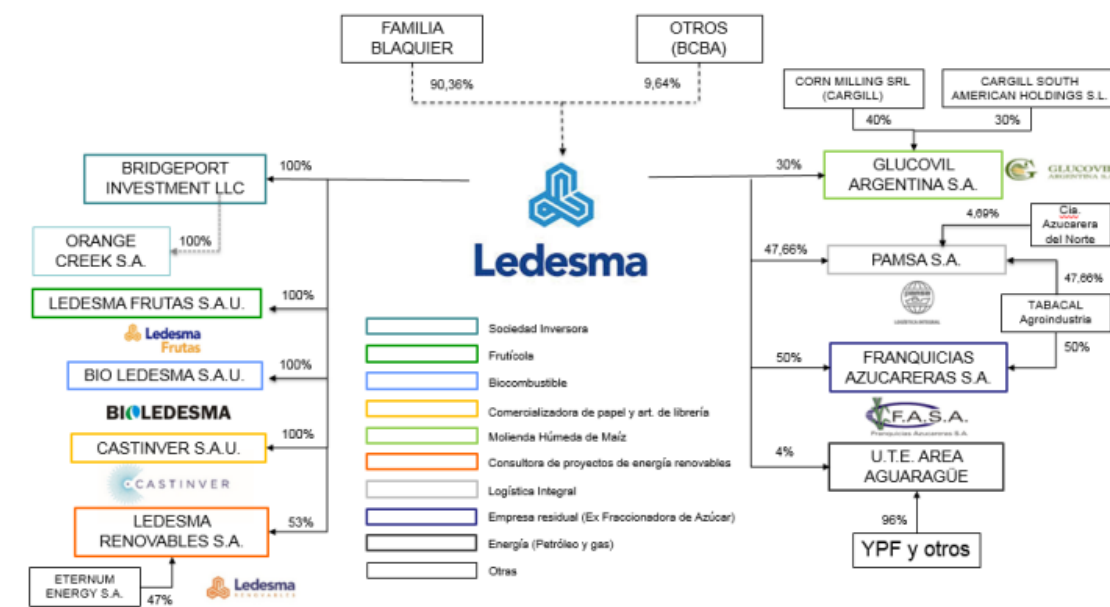 FAMILIA
BLAQUIER
OTROS
(BCBA)
90,36%
9,64%
CORN MILLING SRL
(CARGILL)
CARGILL SOUTH
AMERICAN HOLDINGS S.L.
40%
30%
BRIDGEPORT
INVESTMENT LLC
100%
30%
GLUCOVIL
ARGENTINA S.A.
GLUCOVIL
ARGENTINA S.A.
ORANGE
CREEK S.A.
100%
Ledesma
4,69%
Cia.
Azucarera
del Norte
47,66%
PAMSA S.A.
47,66%
LOGÍSTICA INTEGRAL
TABACAL
Agroindustria
50%
LEDESMA FRUTAS S.A.U.
100%
Ledesma
Frutas
BIO LEDESMA S.A.U.
100%
BIOLEDESMA
50%
FRANQUICIAS
AZUCARERAS S.A.
F.A.S.A.
Franquicias Azucareras S.A.
CASTINVER S.A.U.
100%
CASTINVER
4%
U.T.E. AREA
AGUARAGÜE
96%
YPF y otros
LEDESMA
RENOVABLES S.A.
53%
ETERNUM
ENERGY S.A.
47%
Ledesma
RENOVABLES
Sociedad Inversora
Frutícola
Biocombustible
Comercializadora de papel y art. de librería
Molienda Húmeda de Maíz
Consultora de proyectos de energía renovables
Logística Integral
Empresa residual (Ex Fraccionadora de Azúcar)
Energía (Petróleo y gas)
Otras